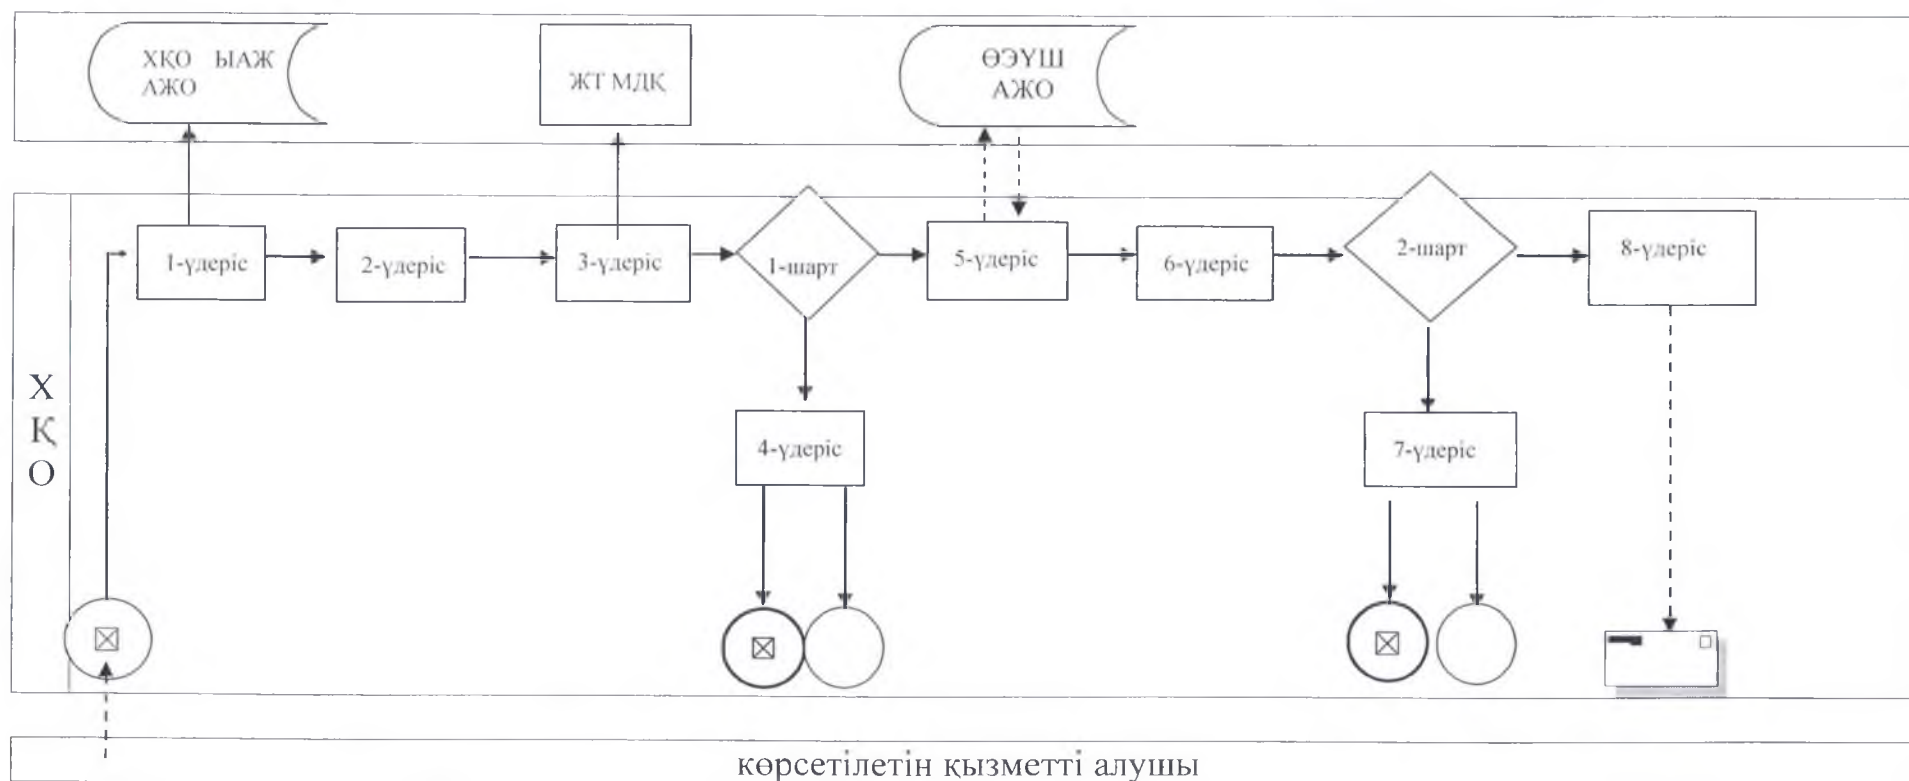 ХҚО ЫАЖ
АЖО
ЖТ МДҚ
ӨЭҮШ
АЖО
1-үдеріс
2-үдеріс
3-үдеріс
1-шарт
5-үдеріс
6-үдеріс
2-шарт
8-үдеріс
Х
Қ
О
4-үдеріс
7-үдеріс
көрсетілетін қызметті алушы